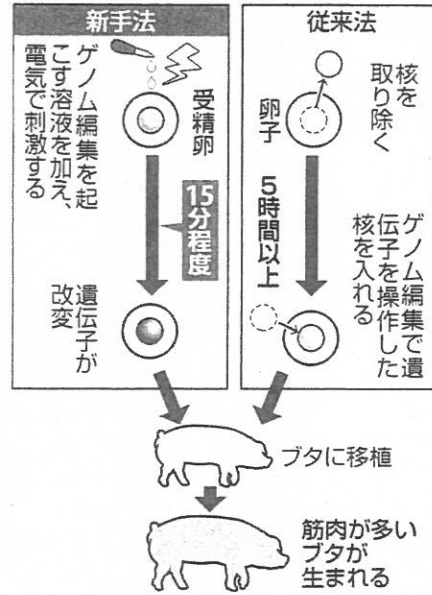 新手法
ゲノム編集を起
こす溶液を加え、
電気で刺激する
受精卵
15分程度
遺伝子が
改変
従来法
核を
取り除く
卵子
5時間以上
ゲノム編集で遺
伝子を操作した
核を入れる
ブタに移植
筋肉が多い
ブタが
生まれる